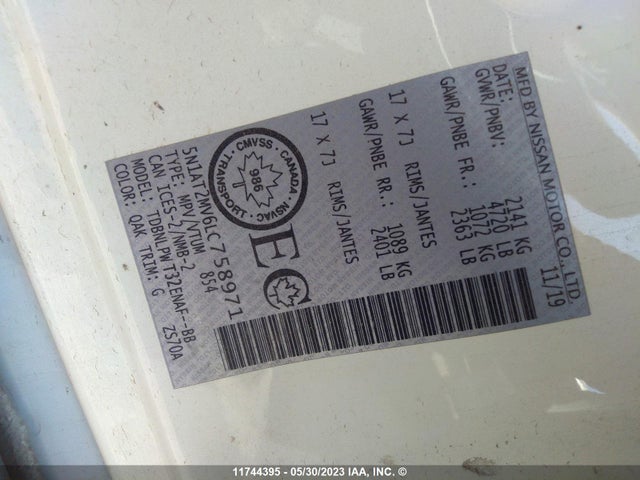 MFD BY NISSAN MOTOR CO., LTD.
DATE: 11/19
GVWR/PNBV: 2141 KG
4720 LB
GAWR/PNBE FR.: 1072 KG
2363 LB
17 X 7J RIMS/JANTES
GAWR/PNBE RR.: 1089 KG
2401 LB
17 X 7J RIMS/JANTES
CANADA
CMVSS · NSVAC
986
T
TRANSPORT
EC
5N1AT2MV6LC758971
TYPE: MPV/VTUM 854
CAN ICES-2/NMB-2
MODEL: TDBNLPW T32ENAF--BB
COLOR: QAK TRIM: G ZS70A
11744395 - 05/30/2023 IAA, INC. ©